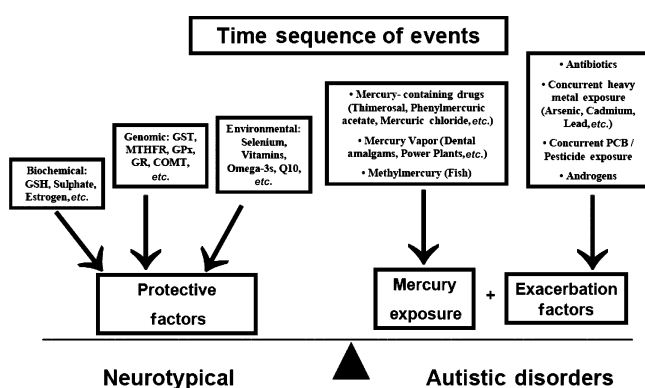 Time sequence of events
Biochemical:
GSH, Sulphate,
Estrogen, etc.
Genomic: GST,
MTHFR, GPx,
GR, COMT,
etc.
Environmental:
Selenium,
Vitamins,
Omega-3s, Q10,
etc.
• Mercury- containing drugs
(Thimerosal, Phenylmercuric
acetate, Mercuric chloride, etc.)
• Mercury Vapor (Dental
amalgams, Power Plants, etc.)
• Methylmercury (Fish)
• Antibiotics
• Concurrent heavy
metal exposure
(Arsenic, Cadmium,
Lead, etc.)
• Concurrent PCB /
Pesticide exposure
• Androgens
Protective
factors
Mercury
exposure
+
Exacerbation
factors
Neurotypical
Autistic disorders